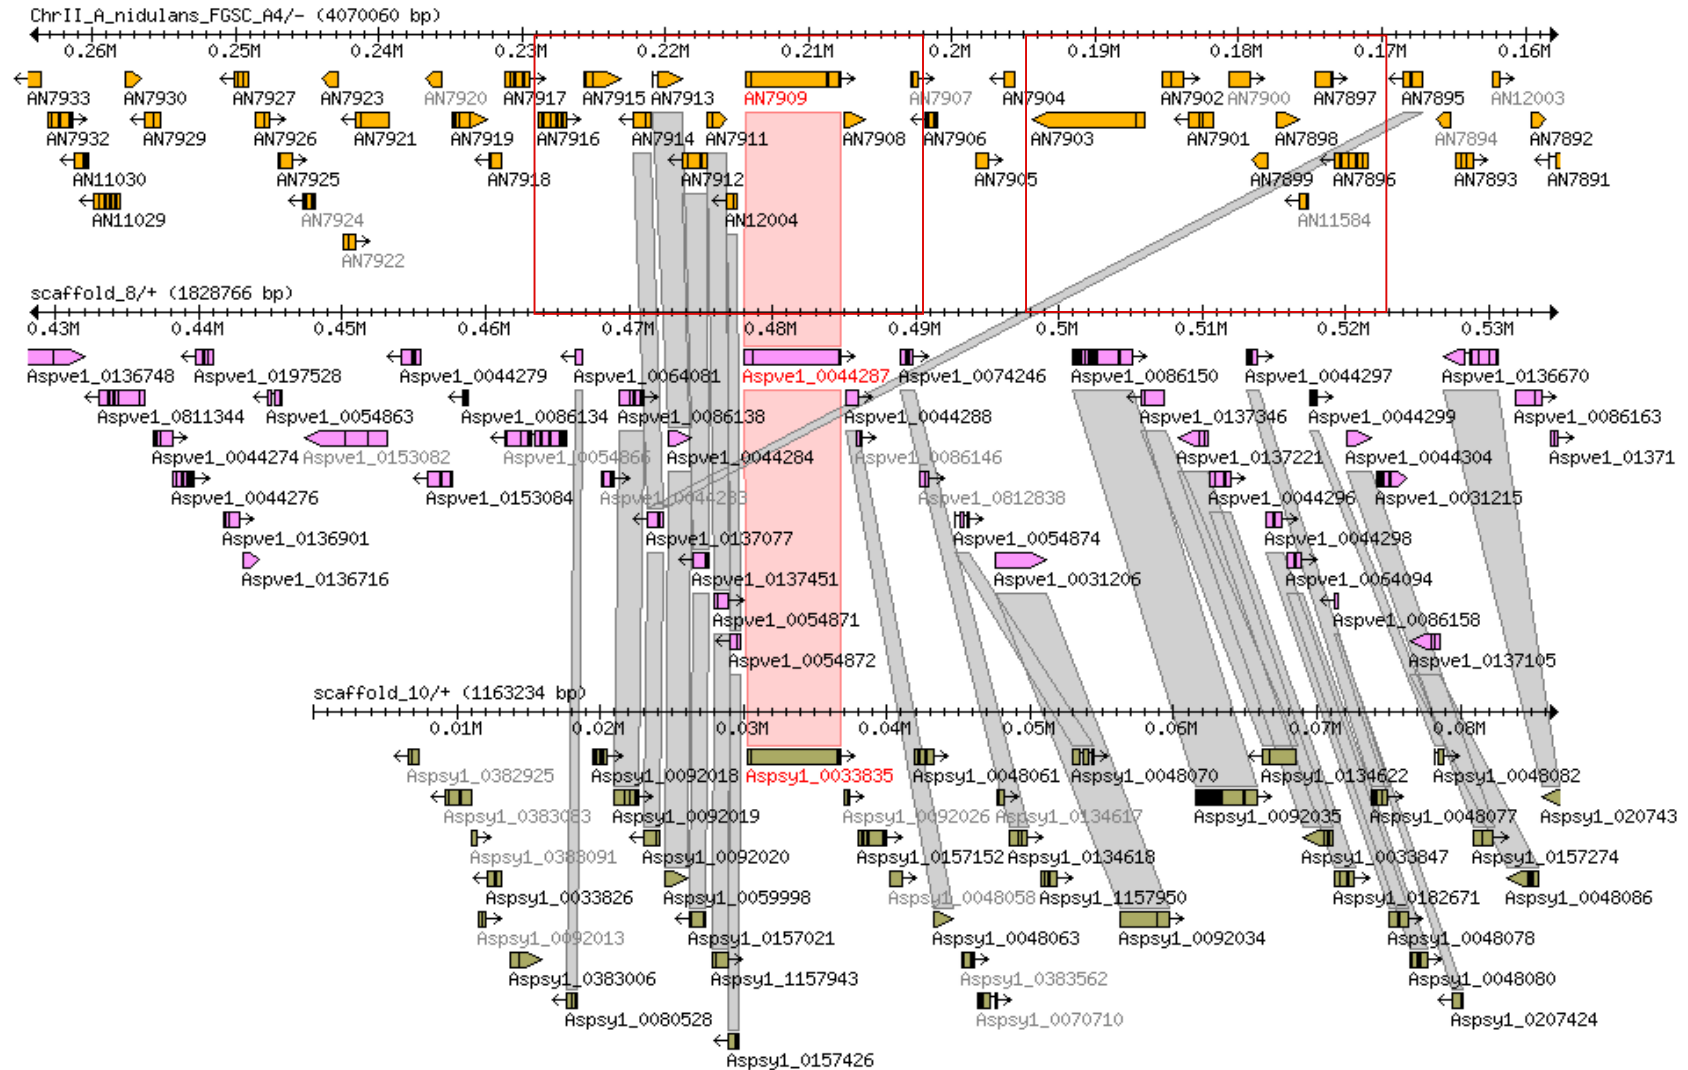 ChrII_A_nidulans_FGSC_A4/- (4070060 bp)
0.26M 0.25M 0.24M 0.23M 0.22M 0.21M 0.2M 0.19M 0.18M 0.17M 0.16M
AN7933 AN7930 AN7927 AN7923 AN7920 AN7917 AN7915 AN7913 AN7909 AN7907 AN7904 AN7902 AN7900 AN7897 AN7895 AN12003
AN7932 AN7929 AN7926 AN7921 AN7919 AN7916 AN7914 AN7911 AN7908 AN7906 AN7903 AN7901 AN7898 AN7894 AN7892
AN11030 AN7925 AN7918 AN7912 AN7905 AN7899 AN7896 AN7893 AN7891
AN11029 AN7924 AN12004 AN11584
AN7922
scaffold_8/+ (1828766 bp)
0.43M 0.44M 0.45M 0.46M 0.47M 0.48M 0.49M 0.5M 0.51M 0.52M 0.53M
Aspve1_0136748 Aspve1_0197528 Aspve1_0044279 Aspve1_0064081 Aspve1_0044287 Aspve1_0074246 Aspve1_0086150 Aspve1_0044297 Aspve1_0136670
Aspve1_0811344 Aspve1_0054863 Aspve1_0086134 Aspve1_0086138 Aspve1_0044288 Aspve1_0137346 Aspve1_0044299 Aspve1_0086163
Aspve1_0044274 Aspve1_0153082 Aspve1_0054866 Aspve1_0044284 Aspve1_0086146 Aspve1_0137221 Aspve1_0044304 Aspve1_01371
Aspve1_0044276 Aspve1_0153084 Aspve1_0044283 Aspve1_0812838 Aspve1_0044296 Aspve1_0031215
Aspve1_0136901 Aspve1_0137077 Aspve1_0054874 Aspve1_0044298
Aspve1_0136716 Aspve1_0137451 Aspve1_0031206 Aspve1_0064094
Aspve1_0054871 Aspve1_0086158
Aspve1_0054872 Aspve1_0137105
scaffold_10/+ (1163234 bp)
0.01M 0.02M 0.03M 0.04M 0.05M 0.06M 0.07M 0.08M
Aspsy1_0382925 Aspsy1_0092018 Aspsy1_0033835 Aspsy1_0048061 Aspsy1_0048070 Aspsy1_0134622 Aspsy1_0048082
Aspsy1_0383083 Aspsy1_0092019 Aspsy1_0092026 Aspsy1_0134617 Aspsy1_0092035 Aspsy1_0048077 Aspsy1_020743
Aspsy1_0383091 Aspsy1_0092020 Aspsy1_0157152 Aspsy1_0134618 Aspsy1_0033847 Aspsy1_0157274
Aspsy1_0033826 Aspsy1_0059998 Aspsy1_0048058 Aspsy1_1157950 Aspsy1_0182671 Aspsy1_0048086
Aspsy1_0092013 Aspsy1_0157021 Aspsy1_0048063 Aspsy1_0092034 Aspsy1_0048078
Aspsy1_0383006 Aspsy1_1157943 Aspsy1_0383562 Aspsy1_0048080
Aspsy1_0080528 Aspsy1_0070710 Aspsy1_0207424
Aspsy1_0157426